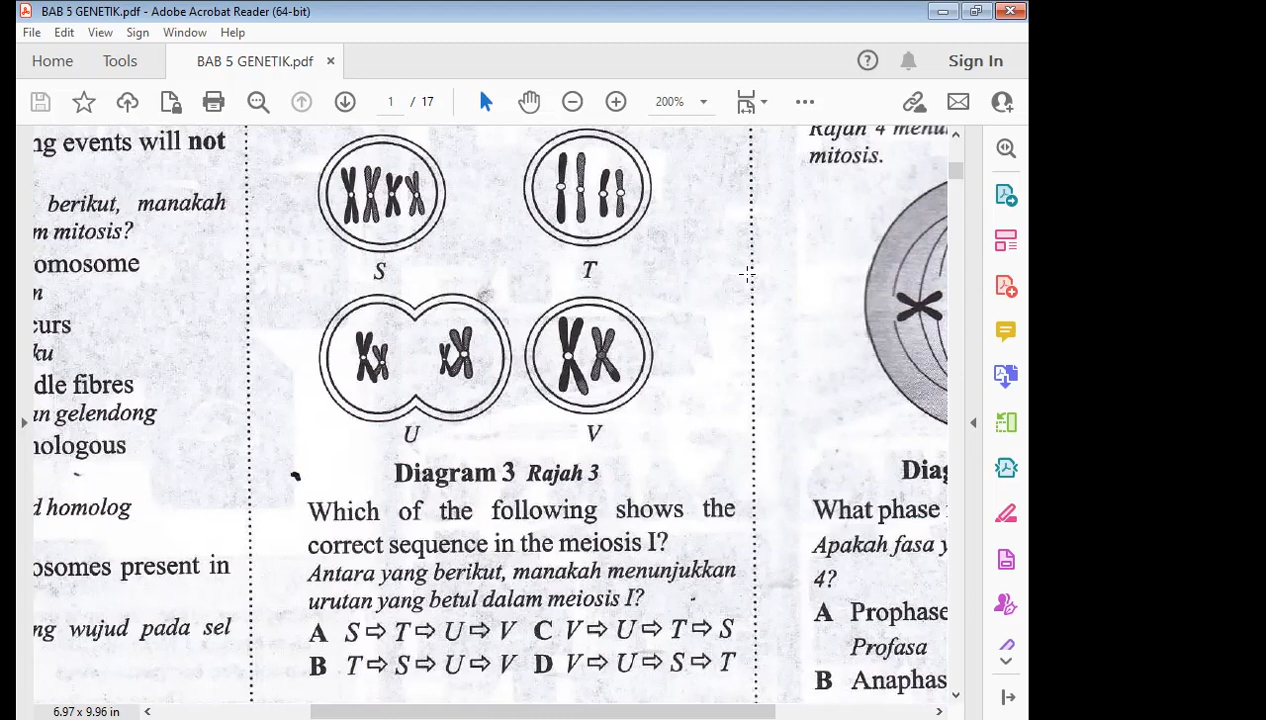 BAB 5 GENETIK.pdf - Adobe Acrobat Reader (64-bit)
File Edit View Sign Window Help
Home Tools BAB 5 GENETIK.pdf × Sign In
1 / 17 200%
ng events will not
berikut, manakah
m mitosis?
omosome
n
curs
ku
dle fibres
an gelendong
nologous
d homolog
osomes present in
ng wujud pada sel
S T
U V
Diagram 3 Rajah 3
Which of the following shows the
correct sequence in the meiosis I?
Antara yang berikut, manakah menunjukkan
urutan yang betul dalam meiosis I?
A S ⇨ T ⇨ U ⇨ V C V ⇨ U ⇨ T ⇨ S
B T ⇨ S ⇨ U ⇨ V D V ⇨ U ⇨ S ⇨ T
Rajah 4 menu
mitosis.
Diag
What phase
Apakah fasa y
4?
A Prophase
Profasa
B Anaphas
6.97 x 9.96 in